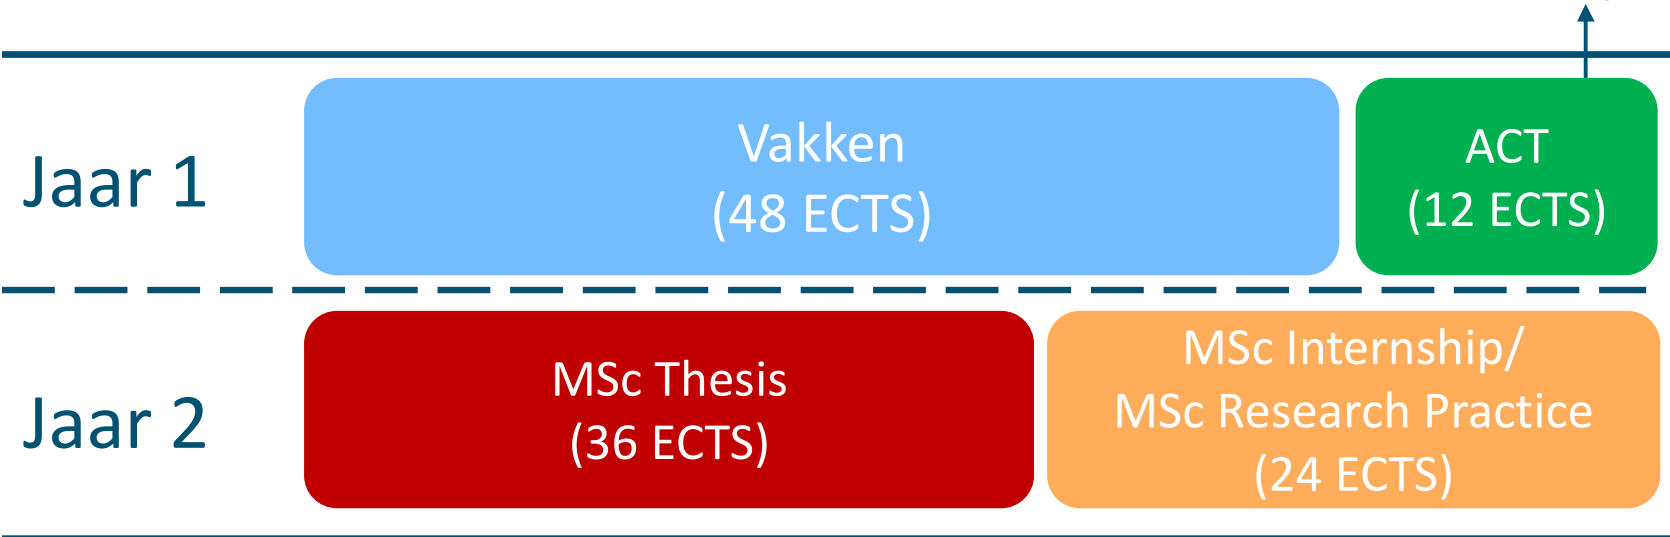 Jaar 1
Vakken
(48 ECTS)
ACT
(12 ECTS)
Jaar 2
MSc Thesis
(36 ECTS)
MSc Internship/
MSc Research Practice
(24 ECTS)